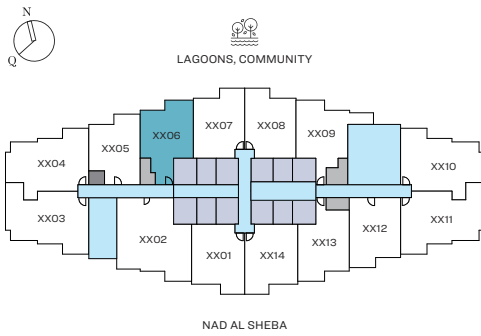 N
Q
LAGOONS, COMMUNITY
XX06 XX07 XX08 XX09
XX05
XX04 XX10
XX03 XX11
XX02 XX01 XX14 XX13 XX12
NAD AL SHEBA